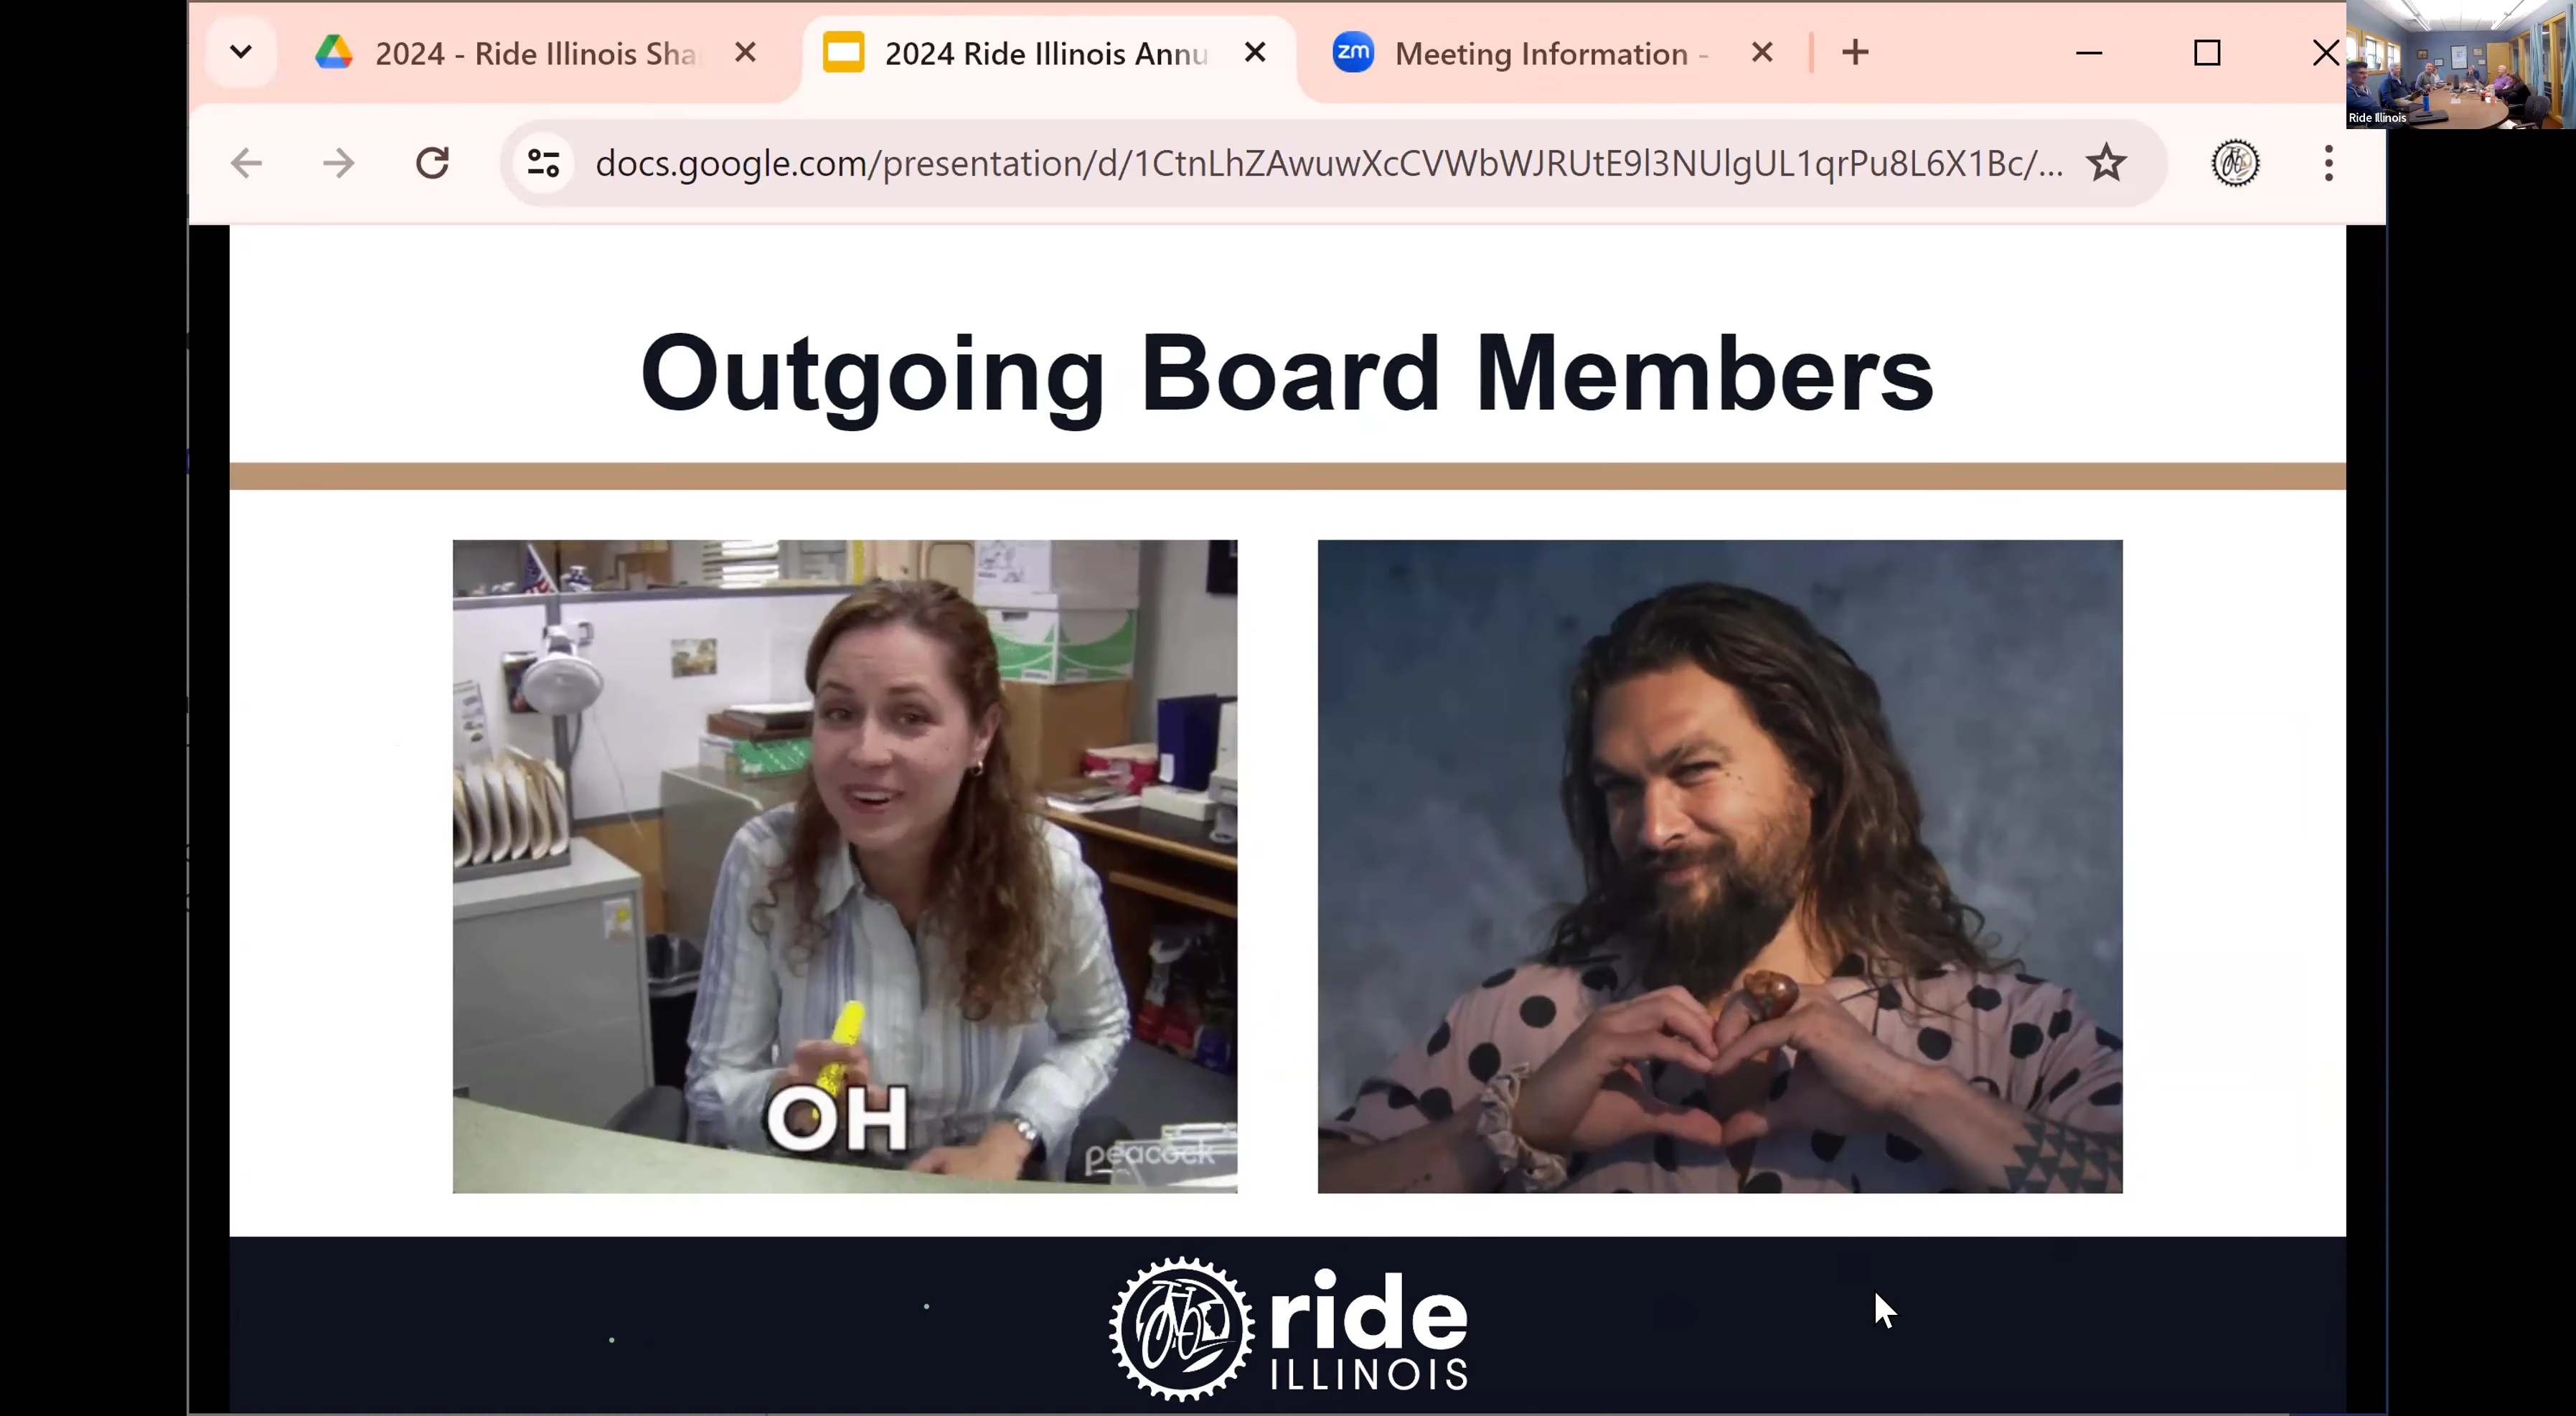 2024 - Ride Illinois Sha
2024 Ride Illinois Annu
zm
Meeting Information -
docs.google.com/presentation/d/1CtnLhZAwuwXcCVWbWJRUtE9l3NUlgUL1qrPu8L6X1Bc/...
Ride Illinois
Outgoing Board Members
OH
peacock
ride
ILLINOIS